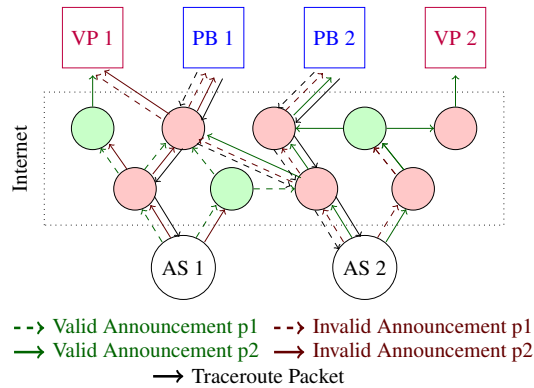 VP 1 PB 1 PB 2 VP 2
Internet
AS 1 AS 2
Valid Announcement p1 Invalid Announcement p1
Valid Announcement p2 Invalid Announcement p2
Traceroute Packet